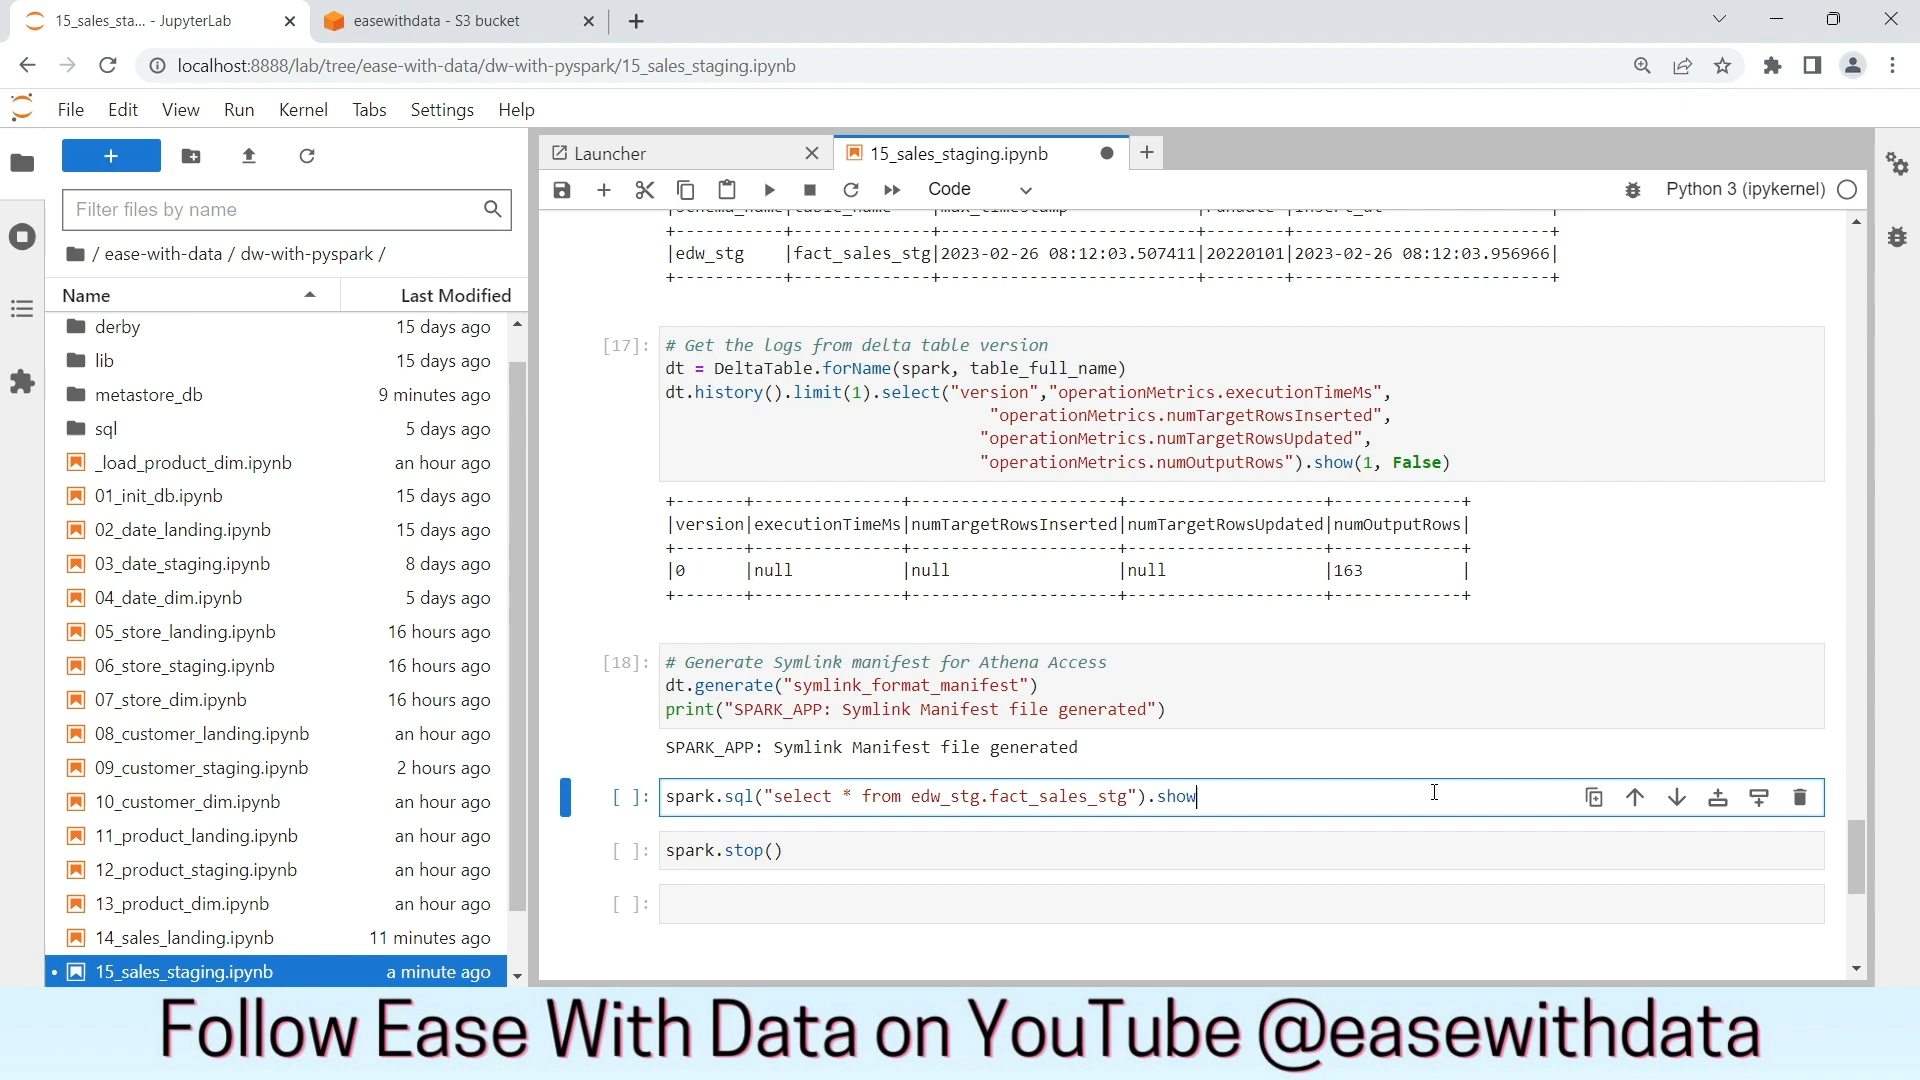 15_sales_sta... - JupyterLab
easewithdata - S3 bucket
localhost:8888/lab/tree/ease-with-data/dw-with-pyspark/15_sales_staging.ipynb
File Edit View Run Kernel Tabs Settings Help
Launcher
15_sales_staging.ipynb
Code
Python 3 (ipykernel)
Filter files by name
/ ease-with-data / dw-with-pyspark /
Name Last Modified
derby 15 days ago
lib 15 days ago
metastore_db 9 minutes ago
sql 5 days ago
_load_product_dim.ipynb an hour ago
01_init_db.ipynb 15 days ago
02_date_landing.ipynb 15 days ago
03_date_staging.ipynb 8 days ago
04_date_dim.ipynb 5 days ago
05_store_landing.ipynb 16 hours ago
06_store_staging.ipynb 16 hours ago
07_store_dim.ipynb 16 hours ago
08_customer_landing.ipynb an hour ago
09_customer_staging.ipynb 2 hours ago
10_customer_dim.ipynb an hour ago
11_product_landing.ipynb an hour ago
12_product_staging.ipynb an hour ago
13_product_dim.ipynb an hour ago
14_sales_landing.ipynb 11 minutes ago
15_sales_staging.ipynb a minute ago
+-----------+--------------+--------------------------+--------+--------------------------+
|edw_stg    |fact_sales_stg|2023-02-26 08:12:03.507411|20220101|2023-02-26 08:12:03.956966|
+-----------+--------------+--------------------------+--------+--------------------------+
[17]: # Get the logs from delta table version
dt = DeltaTable.forName(spark, table_full_name)
dt.history().limit(1).select("version","operationMetrics.executionTimeMs",
"operationMetrics.numTargetRowsInserted",
"operationMetrics.numTargetRowsUpdated",
"operationMetrics.numOutputRows").show(1, False)
+-------+---------------+---------------------+--------------------+-------------+
|version|executionTimeMs|numTargetRowsInserted|numTargetRowsUpdated|numOutputRows|
+-------+---------------+---------------------+--------------------+-------------+
|0      |null           |null                 |null                |163          |
+-------+---------------+---------------------+--------------------+-------------+
[18]: # Generate Symlink manifest for Athena Access
dt.generate("symlink_format_manifest")
print("SPARK_APP: Symlink Manifest file generated")
SPARK_APP: Symlink Manifest file generated
[ ]: spark.sql("select * from edw_stg.fact_sales_stg").show
[ ]: spark.stop()
[ ]:
Follow Ease With Data on YouTube @easewithdata